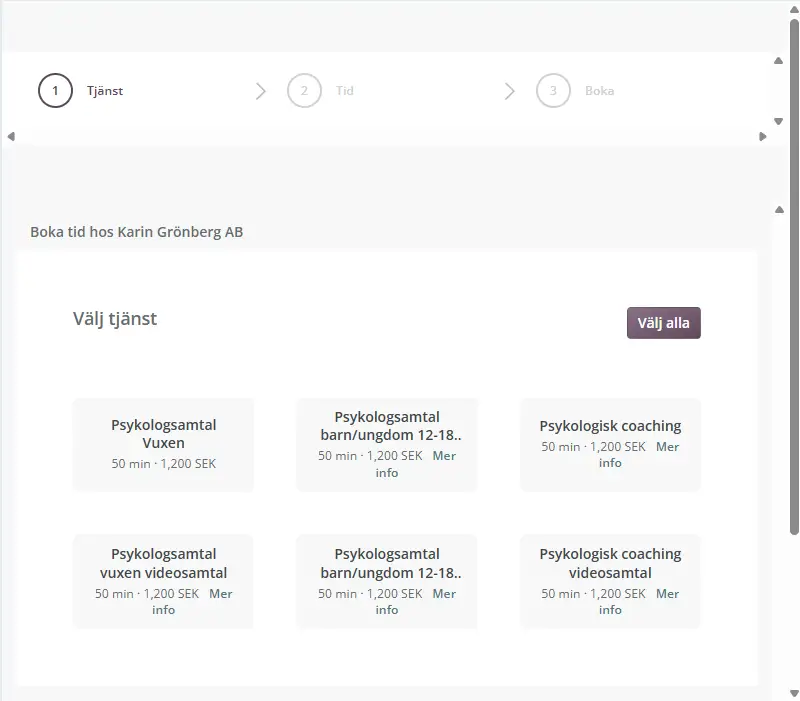 1 Tjänst
2 Tid
3 Boka
Boka tid hos Karin Grönberg AB
Välj tjänst
Välj alla
Psykologsamtal
Vuxen
50 min · 1,200 SEK
Psykologsamtal
barn/ungdom 12-18..
50 min · 1,200 SEK Mer
info
Psykologisk coaching
50 min · 1,200 SEK Mer
info
Psykologsamtal
vuxen videosamtal
50 min · 1,200 SEK Mer
info
Psykologsamtal
barn/ungdom 12-18..
50 min · 1,200 SEK Mer
info
Psykologisk coaching
videosamtal
50 min · 1,200 SEK Mer
info